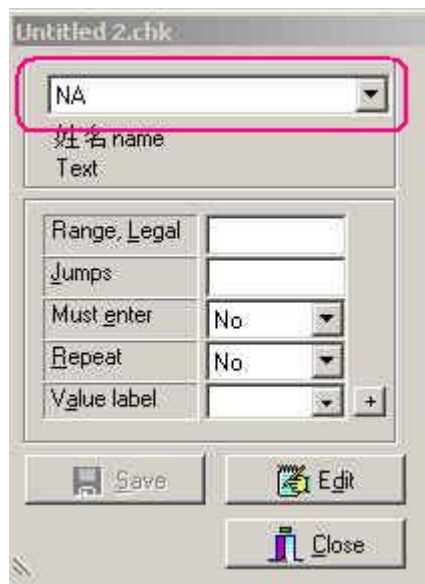 Untitled 2.chk
NA
姓名 name
Text
Range, Legal
Jumps
Must enter No
Repeat No
Value label +
Save Edit
Close